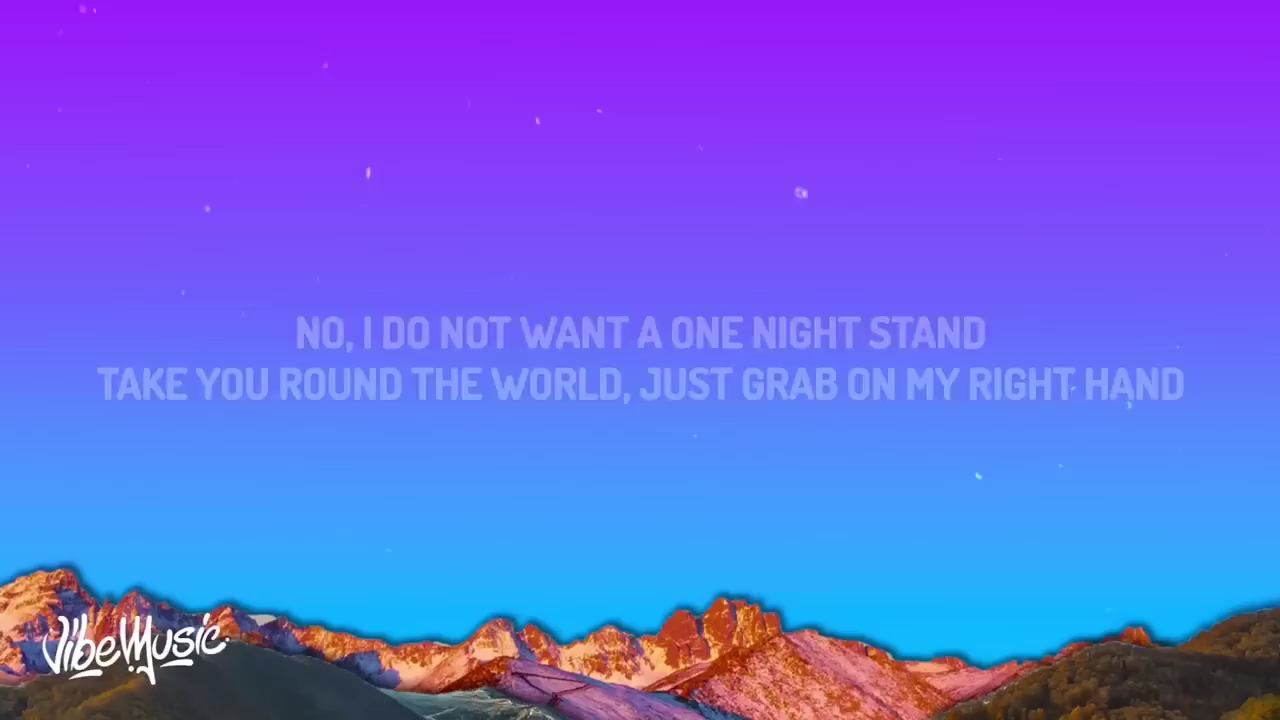 NO, I DO NOT WANT A ONE NIGHT STAND
TAKE YOU ROUND THE WORLD, JUST GRAB ON MY RIGHT HAND
VibeMusic